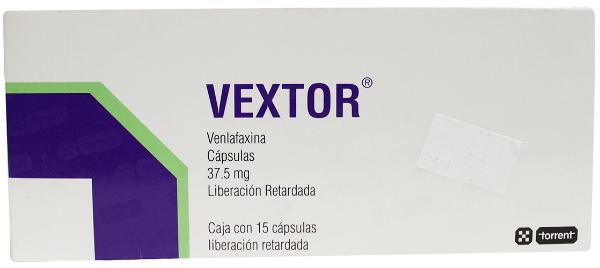 VEXTOR®
Venlafaxina
Cápsulas
37.5 mg
Liberación Retardada
Caja con 15 cápsulas
liberación retardada
torrent